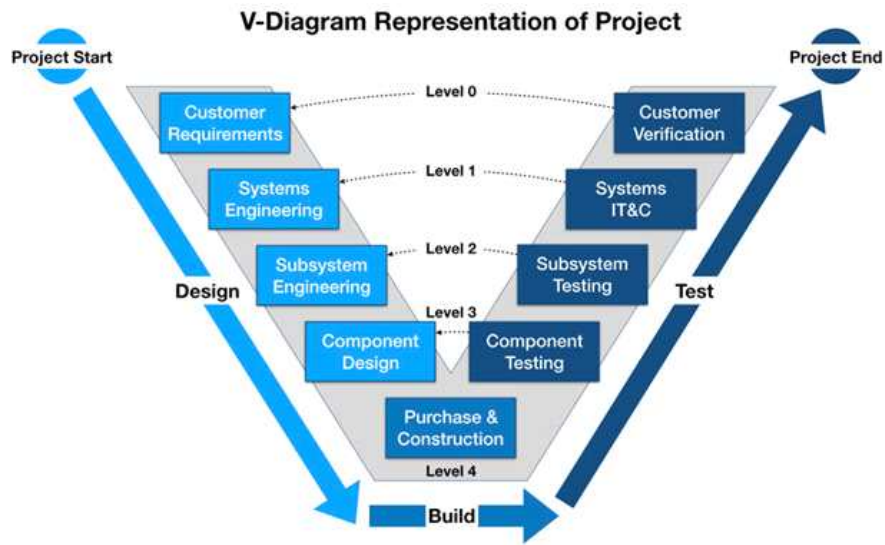 V-Diagram Representation of Project
Project Start
Project End
Level 0
Customer
Requirements
Customer
Verification
Level 1
Systems
Engineering
Systems
IT&C
Level 2
Subsystem
Engineering
Subsystem
Testing
Design
Test
Level 3
Component
Design
Component
Testing
Purchase &
Construction
Level 4
Build